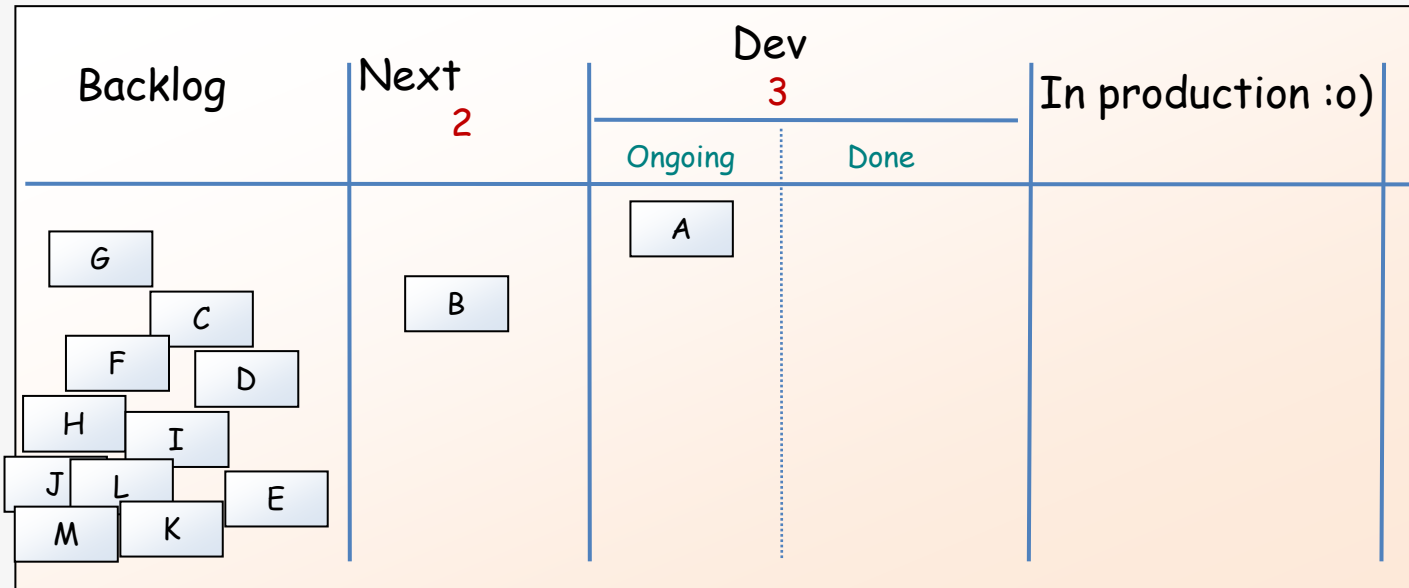 Backlog
Next
2
Dev
3
In production :o)
Ongoing
Done
G
C
F
D
H
I
J
L
E
M
K
B
A